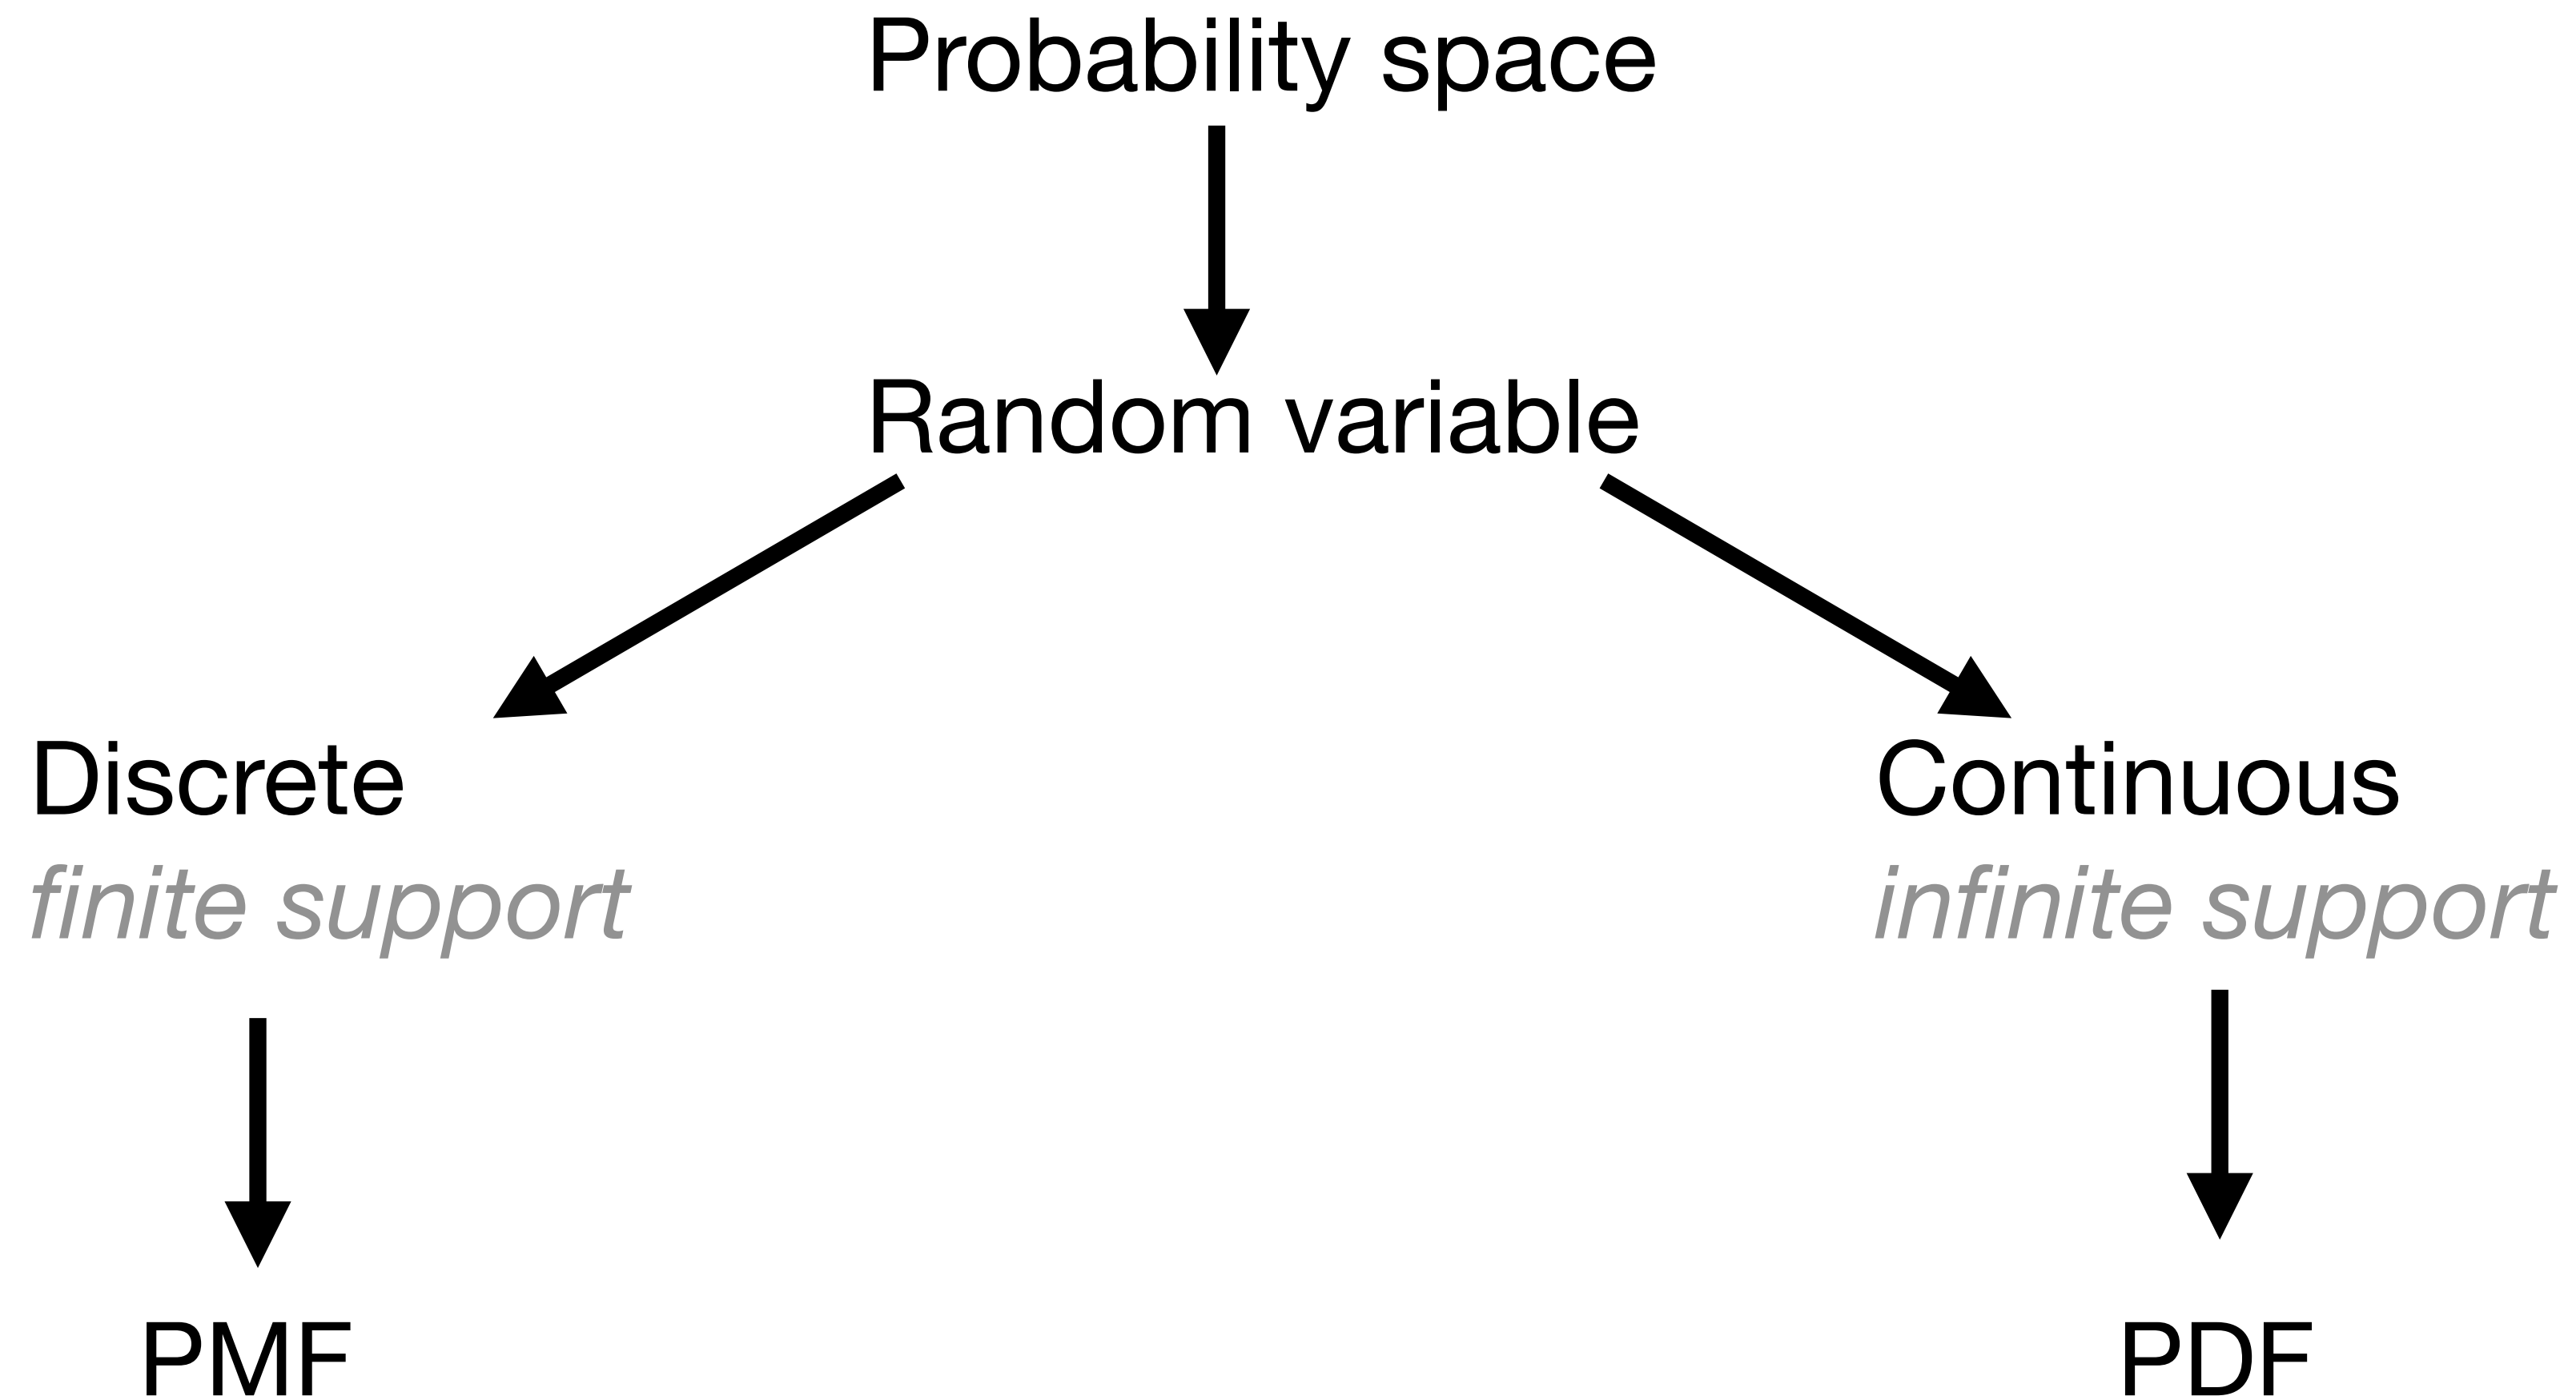 Probability space
Random variable
Discrete
finite support
Continuous
infinite support
PMF
PDF